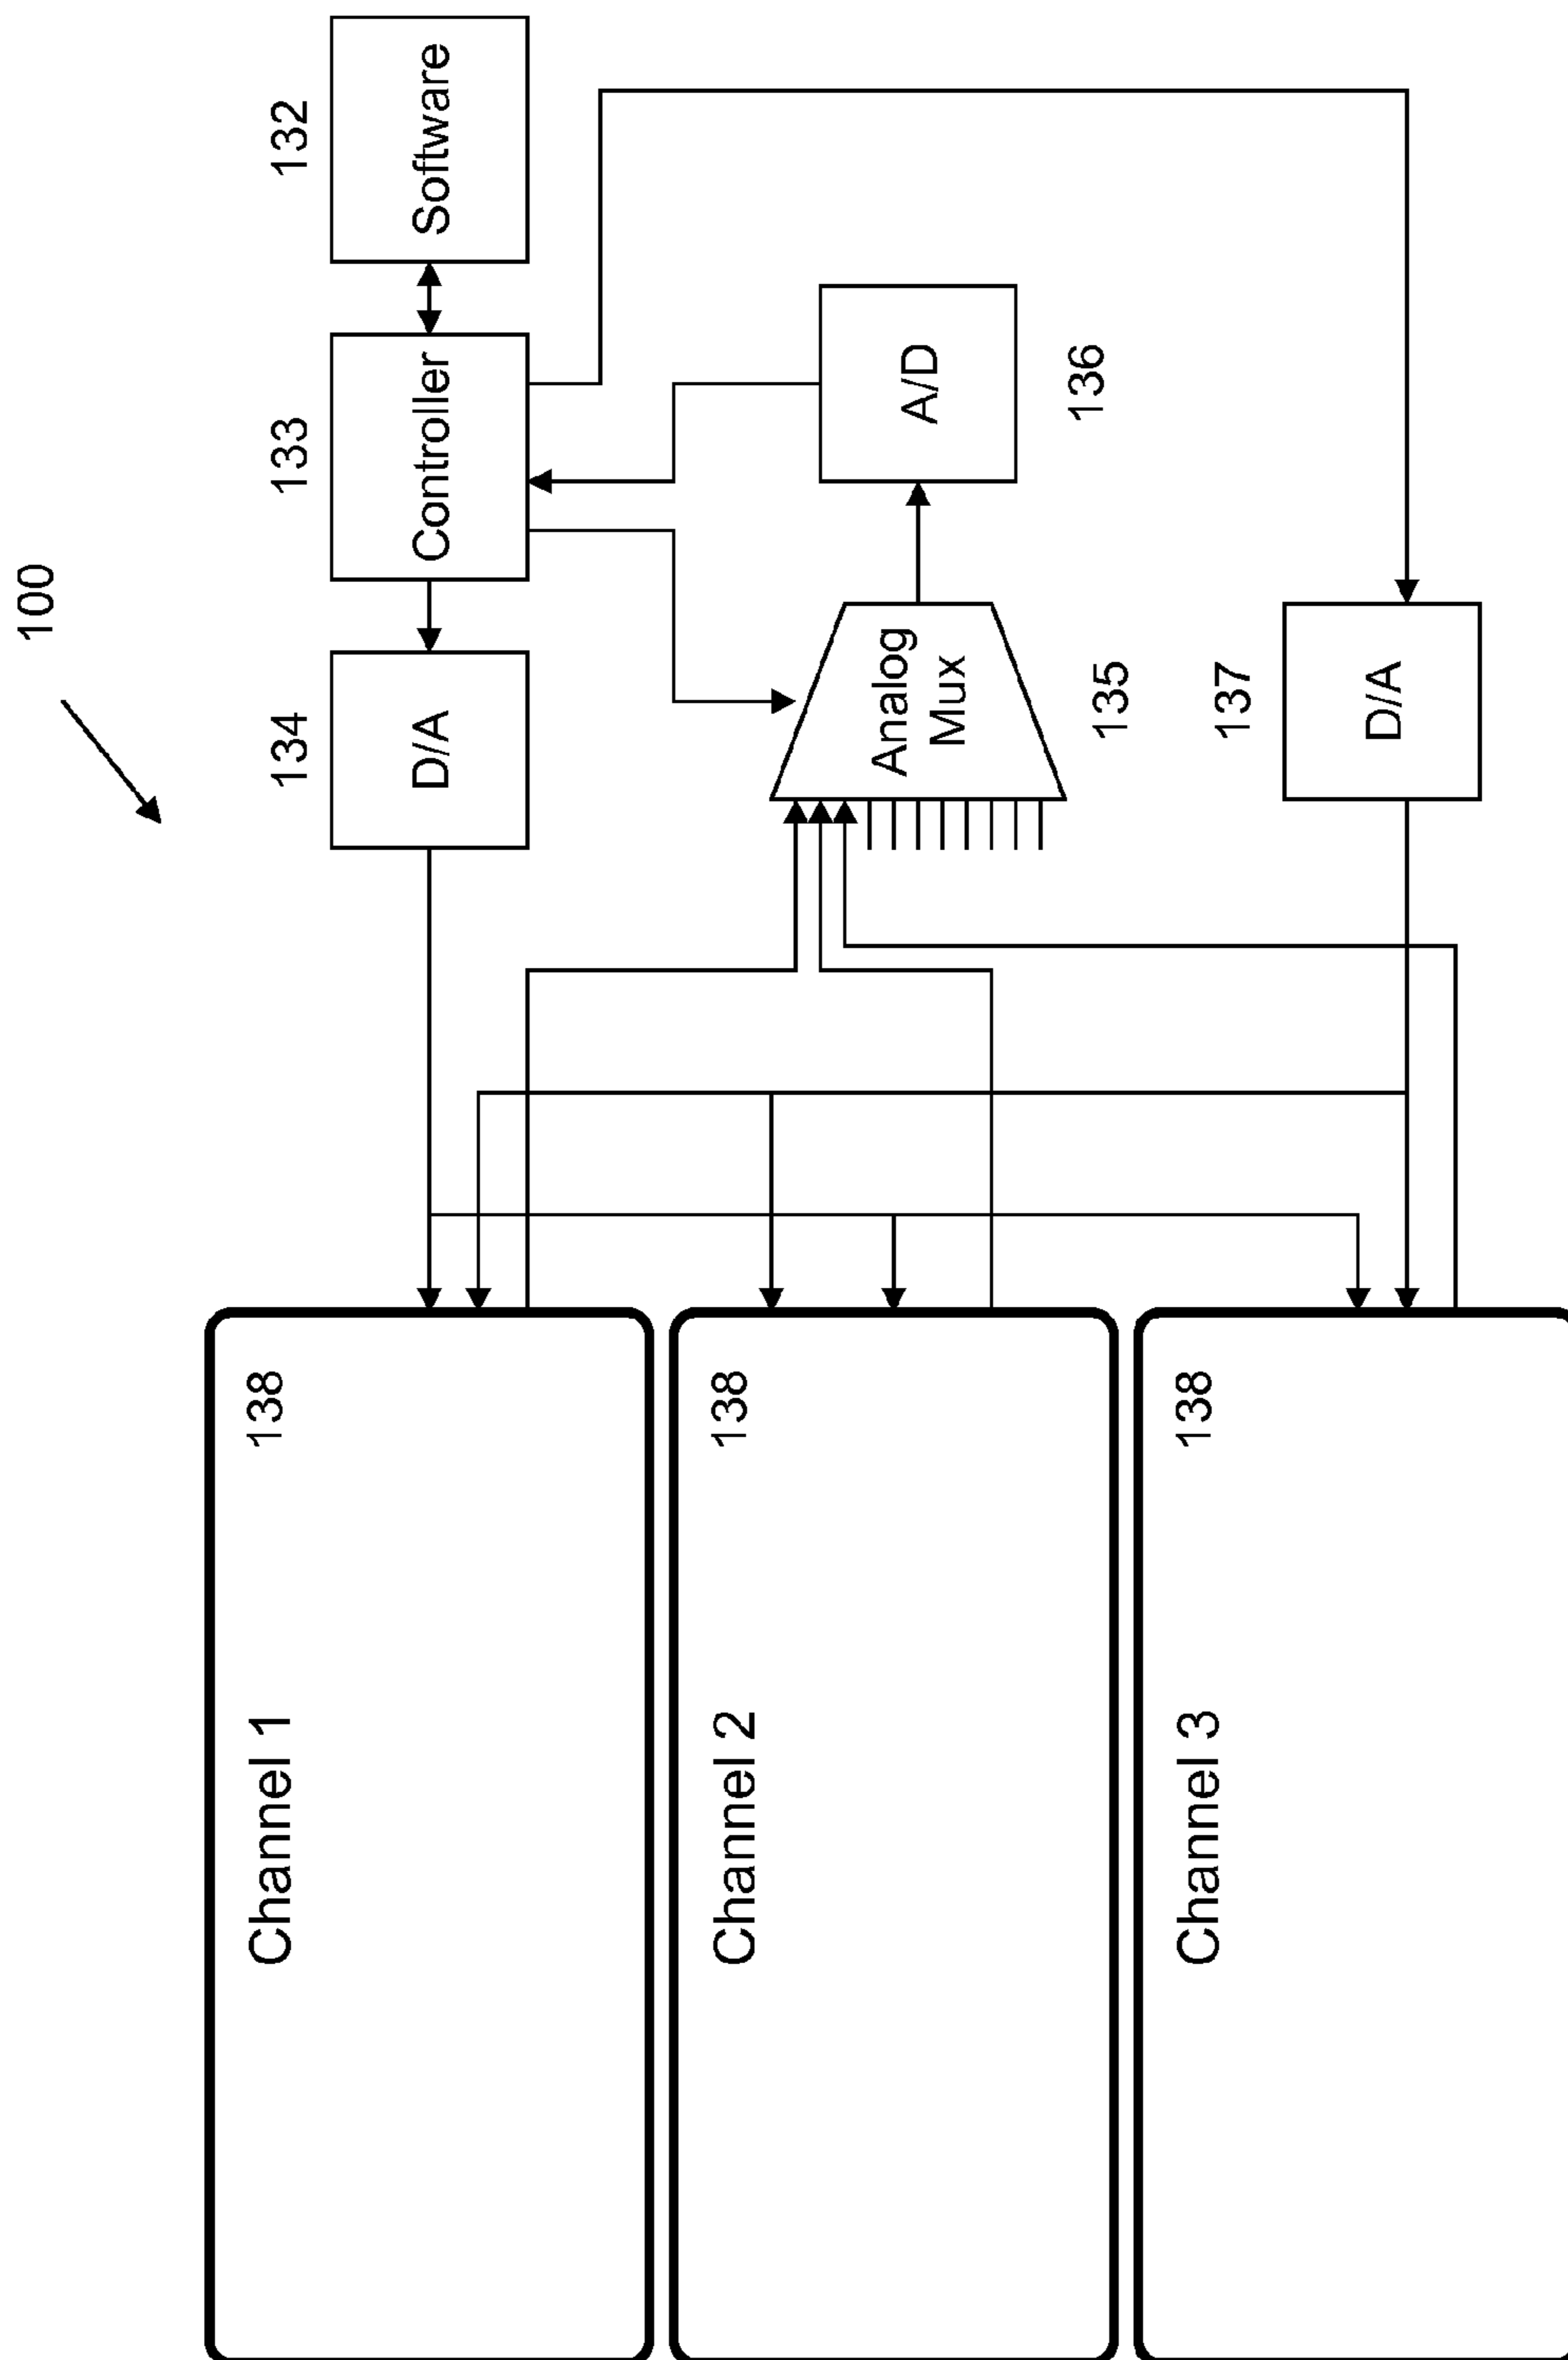 100
Channel 1
138
134
D/A
133
Controller
132
Software
Channel 2
138
Analog
Mux
135
A/D
136
Channel 3
138
137
D/A